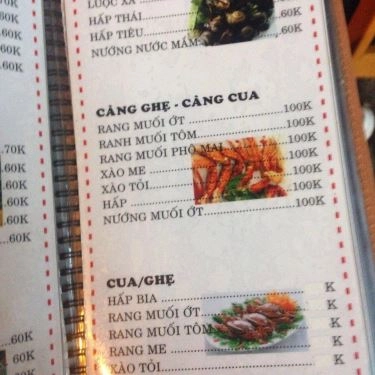 LUỘC XẢ
HẤP THÁI 60K
HẤP TIÊU 60K
NƯỚNG NƯỚC MẮM 60K
CÀNG GHẸ - CÀNG CUA
RANG MUỐI ỚT 100K
RANH MUỐI TÔM 100K
RANG MUỐI PHÔ MAI 100K
XÀO ME 100K
XÀO TỎI 100K
HẤP 100K
NƯỚNG MUỐI ỚT 100K
CUA/GHẸ
HẤP BIA K
RANG MUỐI ỚT K
RANG MUỐI TÔM K
RANG ME K
XÀO TỎI K
60K
60K
.70K
60K
60K
60K
60K
60K
60K
60K